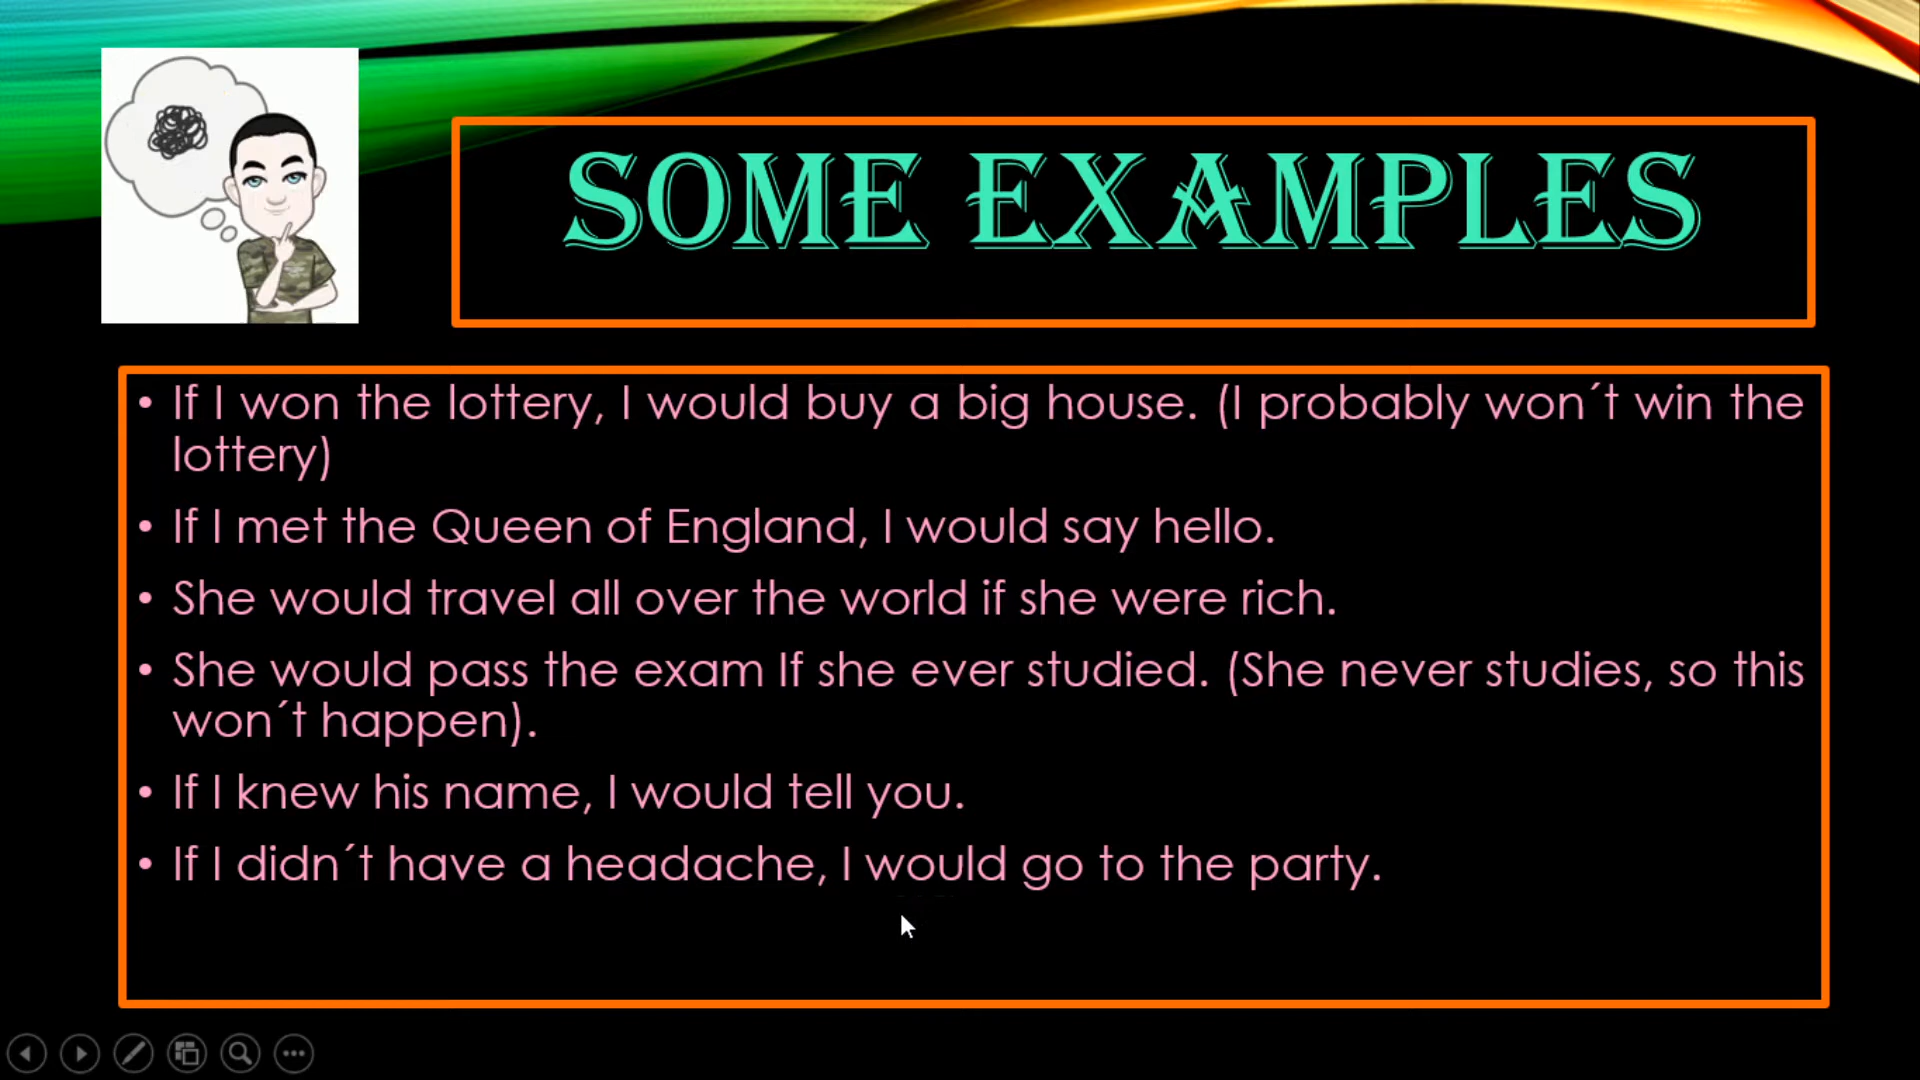 SOME EXAMPLES
• If I won the lottery, I would buy a big house. (I probably won´t win the
lottery)
• If I met the Queen of England, I would say hello.
• She would travel all over the world if she were rich.
• She would pass the exam If she ever studied. (She never studies, so this
won´t happen).
• If I knew his name, I would tell you.
• If I didn´t have a headache, I would go to the party.